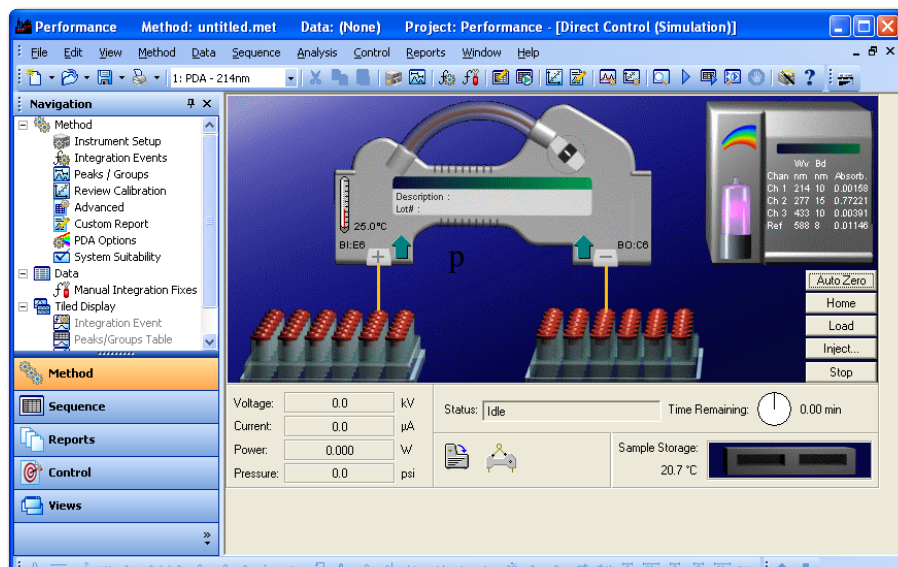 Performance Method: untitled.met Data: (None) Project: Performance - [Direct Control (Simulation)]
File Edit View Method Data Sequence Analysis Control Reports Window Help
1: PDA - 214nm
Navigation
Method
Instrument Setup
Integration Events
Peaks / Groups
Review Calibration
Advanced
Custom Report
PDA Options
System Suitability
Data
Manual Integration Fixes
Tiled Display
Integration Event
Peaks/Groups Table
Method
Sequence
Reports
Control
Views
Description :
Lot# :
25.0°C
BI:E6
BO:C6
p
Wv Bd
Chan nm nm Absorb.
Ch 1 214 10 0.00158
Ch 2 277 15 0.77221
Ch 3 433 10 0.00391
Ref 588 8 0.01146
Auto Zero
Home
Load
Inject...
Stop
Voltage: 0.0 kV
Current: 0.0 µA
Power: 0.000 W
Pressure: 0.0 psi
Status: Idle
Time Remaining: 0.00 min
Sample Storage:
20.7 °C